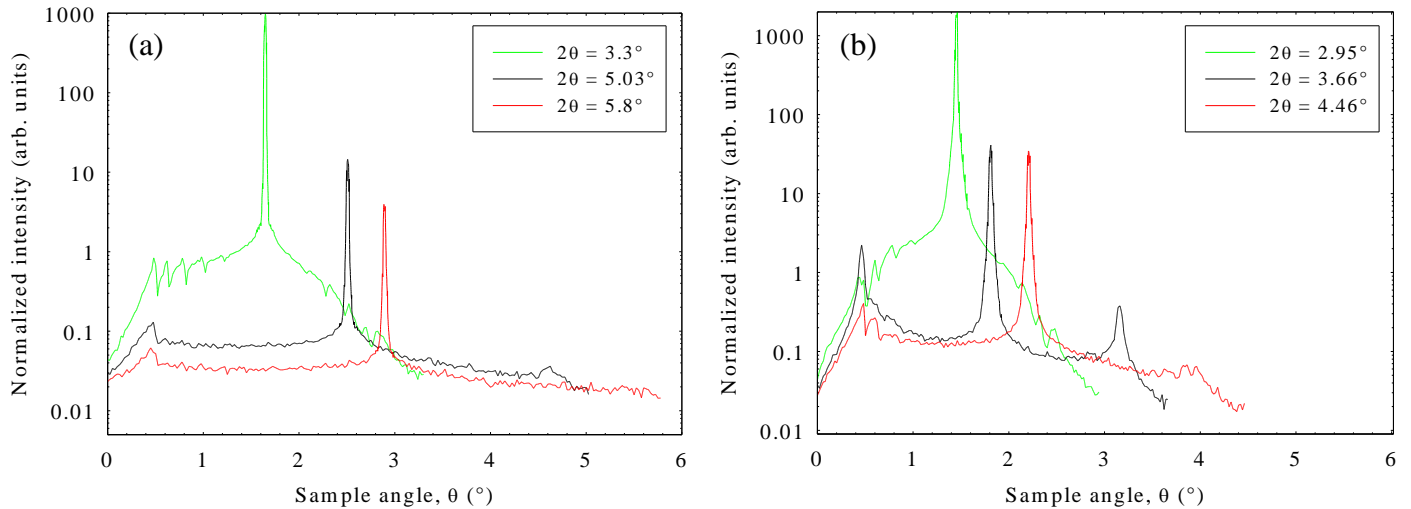 (a)
2θ = 3.3°
2θ = 5.03°
2θ = 5.8°
1000
100
10
1
0.1
0.01
0 1 2 3 4 5 6
Sample angle, θ (°)
Normalized intensity (arb. units)
(b)
2θ = 2.95°
2θ = 3.66°
2θ = 4.46°
1000
100
10
1
0.1
0.01
0 1 2 3 4 5 6
Sample angle, θ (°)
Normalized intensity (arb. units)